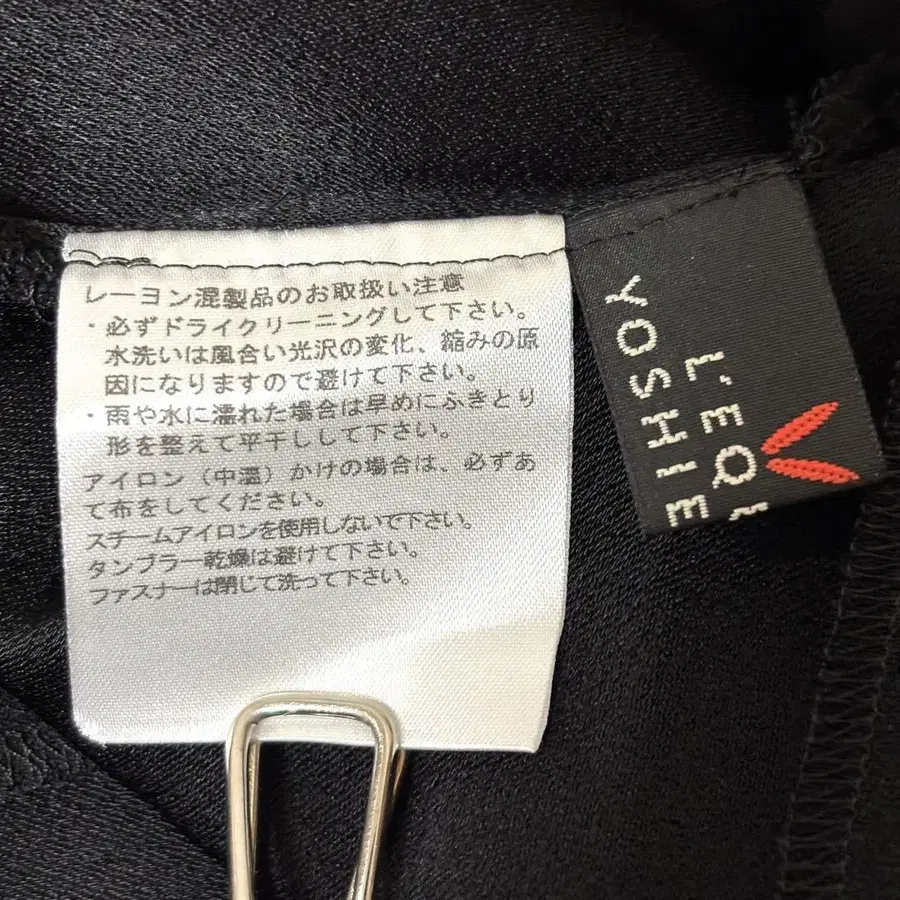 レーヨン混製品のお取扱い注意
・必ずドライクリーニングして下さい。
水洗いは風合い光沢の変化、縮みの原
因になりますので避けて下さい。
・雨や水に濡れた場合は早めにふきとり
形を整えて平干しして下さい。
アイロン（中温）かけの場合は、必ずあ
て布をしてください。
スチームアイロンを使用しないで下さい。
タンブラー乾燥は避けて下さい。
ファスナーは閉じて洗って下さい。
L'EQU
YOSHIE